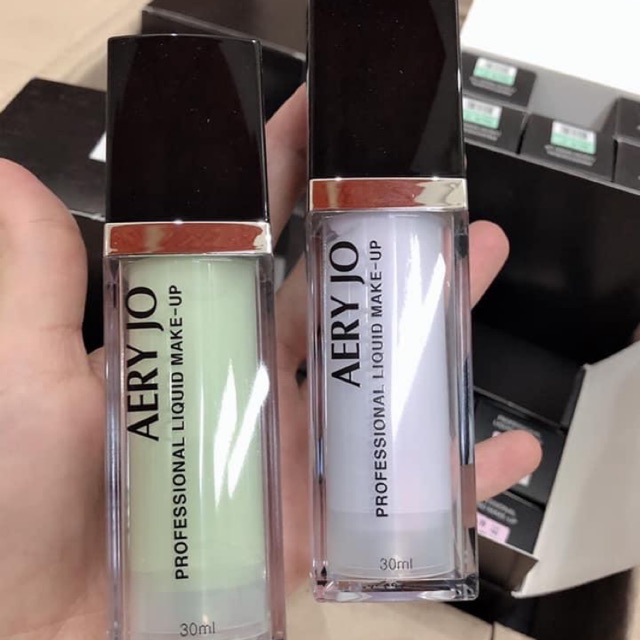 AERY JO
PROFESSIONAL LIQUID MAKE-UP
30ml
AERY JO
PROFESSIONAL LIQUID MAKE-UP
30ml